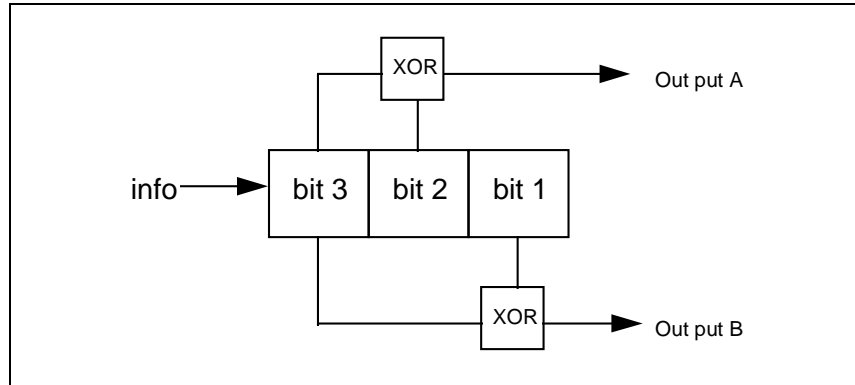 XOR
Out put A
info
bit 3
bit 2
bit 1
XOR
Out put B